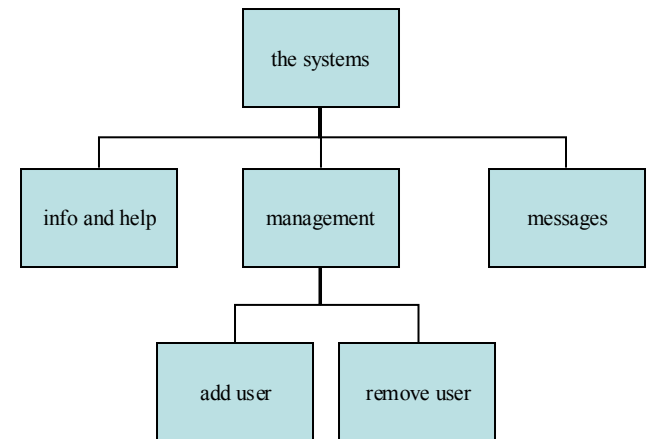 the systems
info and help
management
messages
add user
remove user